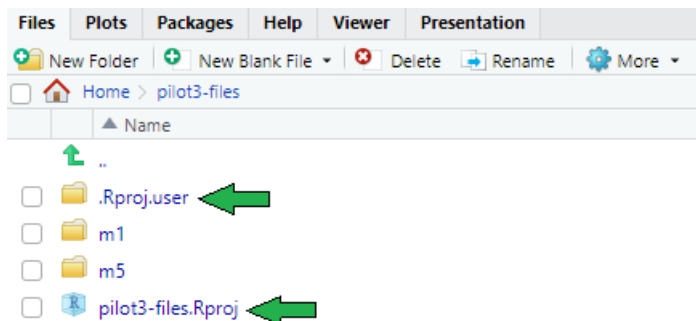 Files Plots Packages Help Viewer Presentation
New Folder New Blank File Delete Rename More
Home > pilot3-files
Name
..
.Rproj.user
m1
m5
R pilot3-files.Rproj